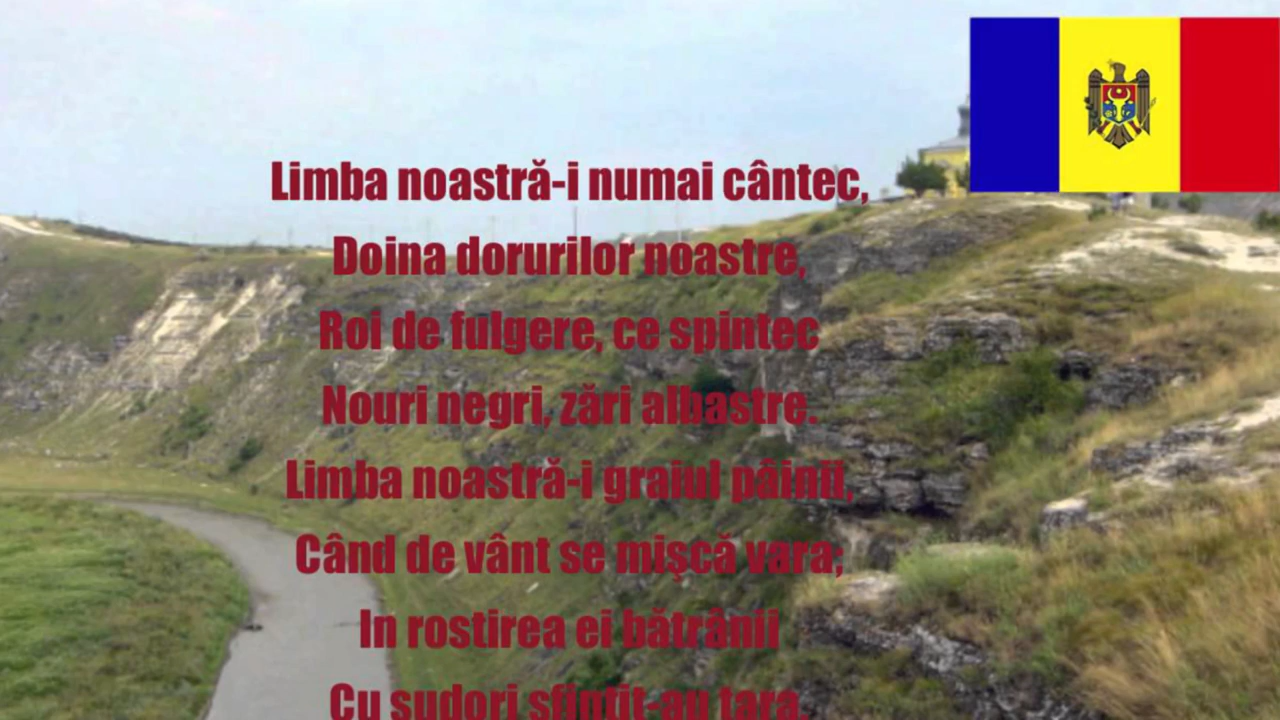 Limba noastră-i numai cântec,
Doina dorurilor noastre,
Roi de fulgere, ce spintec
Nouri negri, zări albastre.
Limba noastră-i graiul pâinii,
Când de vânt se mişcă vara;
In rostirea ei bătrânii
Cu sudori sfinţit-au ţara.